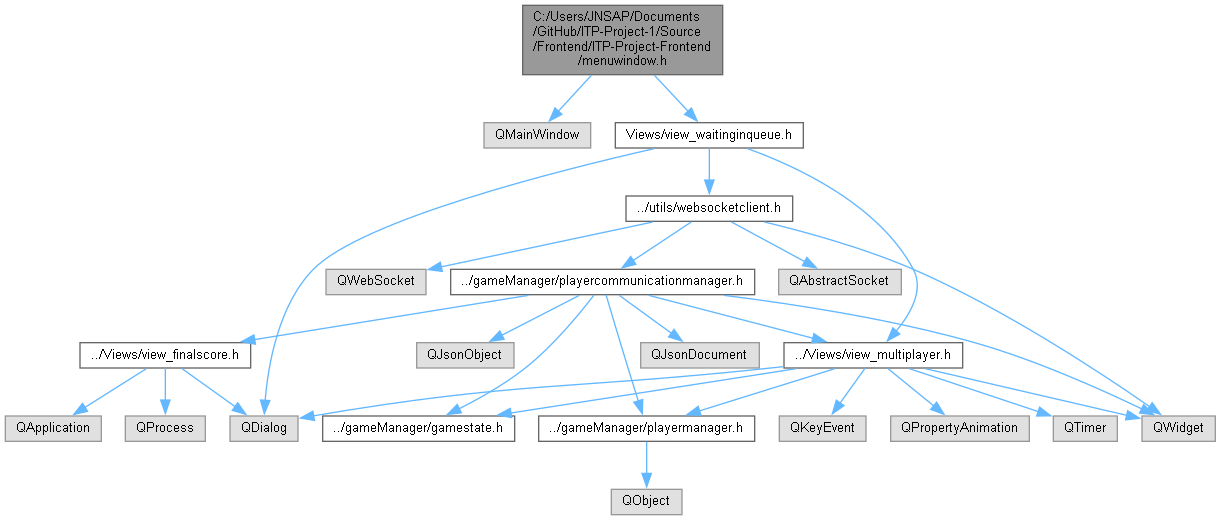 C:/Users/JNSAP/Documents
/GitHub/ITP-Project-1/Source
/Frontend/ITP-Project-Frontend
/menuwindow.h
QMainWindow
Views/view_waitinginqueue.h
../utils/websocketclient.h
QWebSocket
../gameManager/playercommunicationmanager.h
QAbstractSocket
../Views/view_finalscore.h
QJsonObject
QJsonDocument
../Views/view_multiplayer.h
QApplication
QProcess
QDialog
../gameManager/gamestate.h
../gameManager/playermanager.h
QKeyEvent
QPropertyAnimation
QTimer
QWidget
QObject